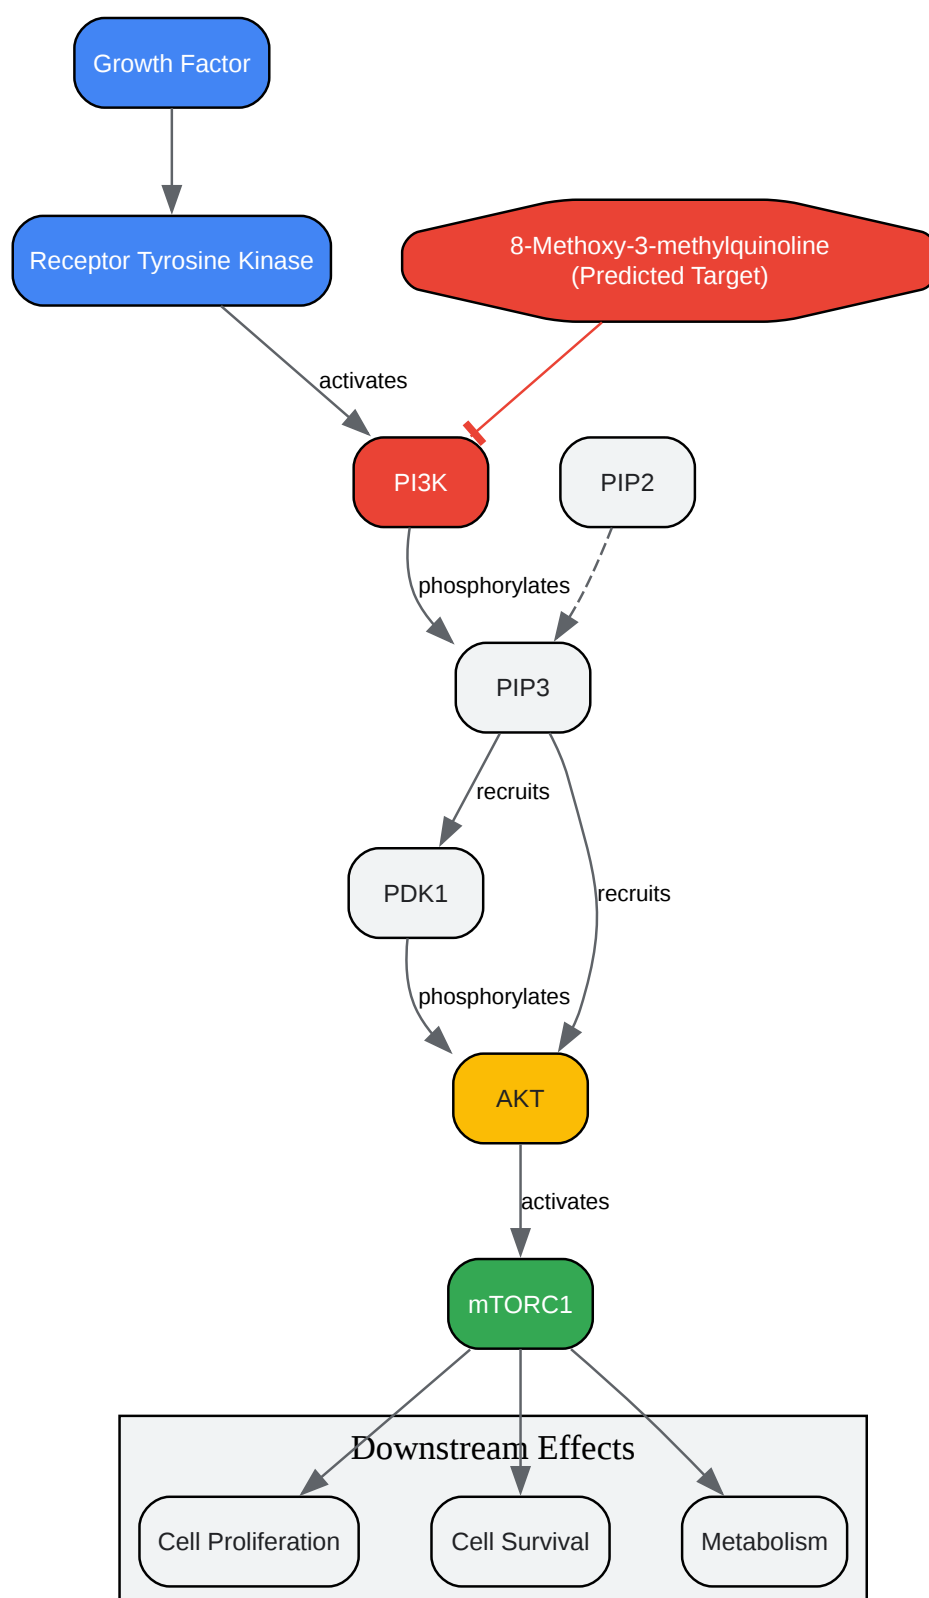 Growth Factor
Receptor Tyrosine Kinase
8-Methoxy-3-methylquinoline
(Predicted Target)
activates
PI3K
PIP2
phosphorylates
PIP3
recruits
PDK1
recruits
phosphorylates
AKT
activates
mTORC1
Downstream Effects
Cell Proliferation
Cell Survival
Metabolism